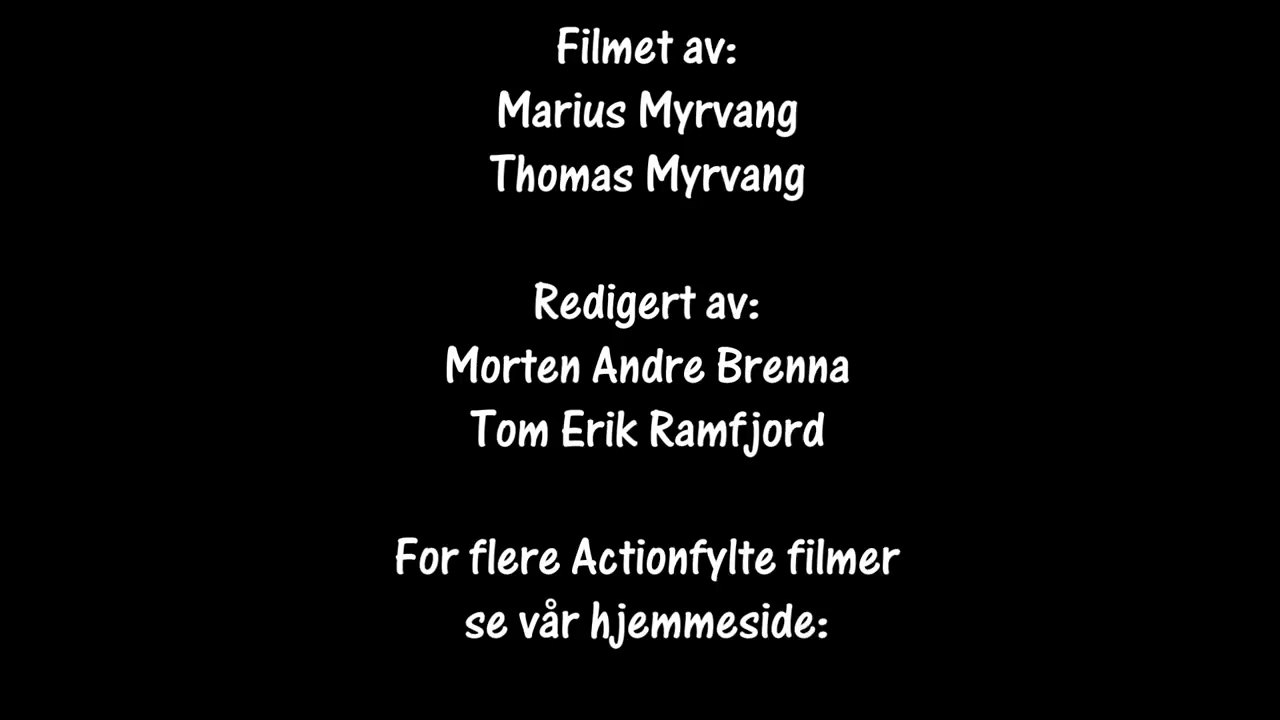 Filmet av:
Marius Myrvang
Thomas Myrvang
Redigert av:
Morten Andre Brenna
Tom Erik Ramfjord
For flere Actionfylte filmer
se vår hjemmeside: